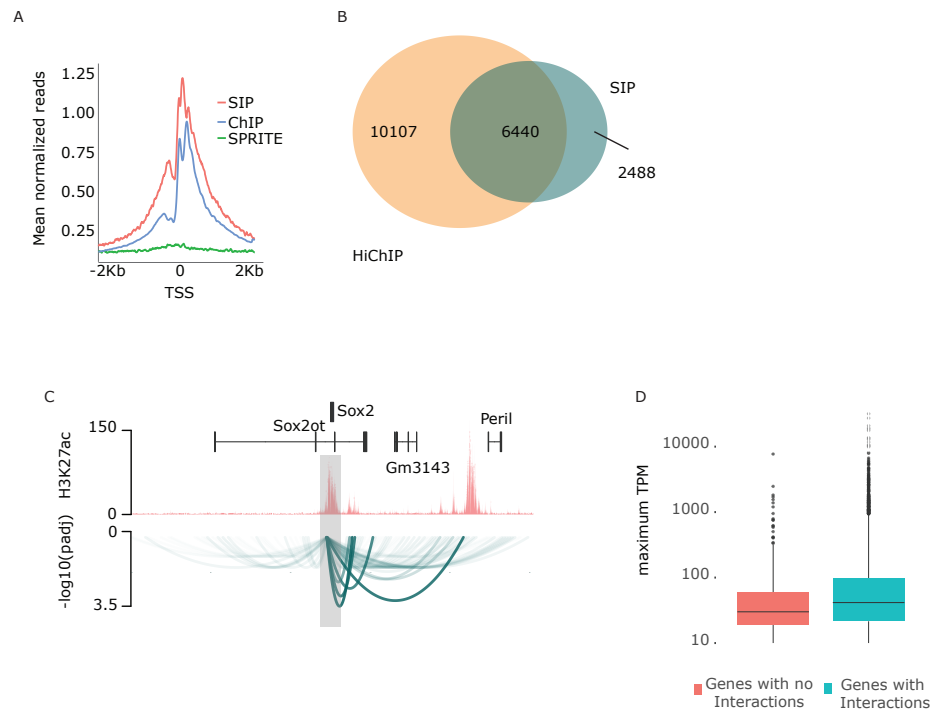 A
B
Mean normalized reads
1.25
1.00
0.75
0.50
0.25
SIP
ChIP
SPRITE
-2Kb
0
2Kb
TSS
10107
6440
SIP
2488
HiChIP
C
H3K27ac
150
0
Sox2
Sox2ot
Gm3143
Peril
-log10(padj)
0
3.5
D
maximum TPM
10000.
1000.
100.
10.
Genes with no
Interactions
Genes with
Interactions